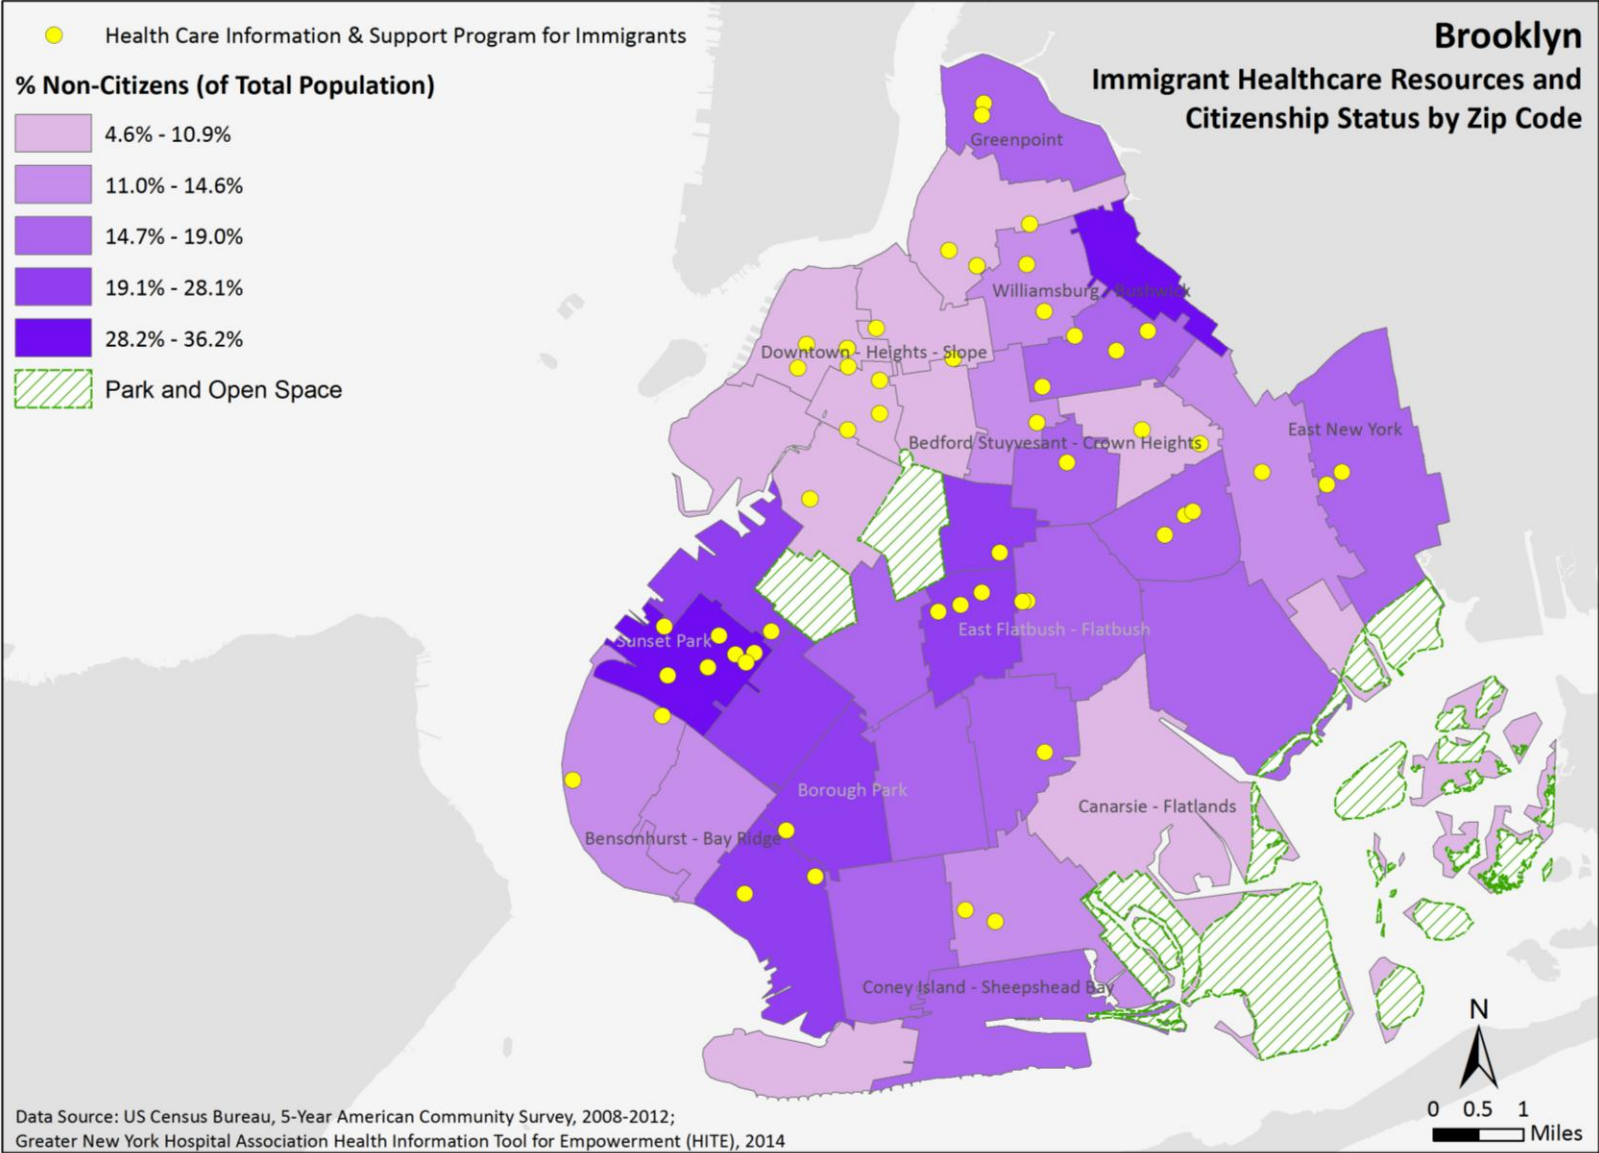 Health Care Information & Support Program for Immigrants
% Non-Citizens (of Total Population)
4.6% - 10.9%
11.0% - 14.6%
14.7% - 19.0%
19.1% - 28.1%
28.2% - 36.2%
Park and Open Space
Brooklyn
Immigrant Healthcare Resources and
Citizenship Status by Zip Code
Greenpoint
Williamsburg - Bushwick
Downtown - Heights - Slope
Bedford Stuyvesant - Crown Heights
East New York
Sunset Park
East Flatbush - Flatbush
Borough Park
Canarsie - Flatlands
Bensonhurst - Bay Ridge
Coney Island - Sheepshead Bay
N
0 0.5 1
Miles
Data Source: US Census Bureau, 5-Year American Community Survey, 2008-2012;
Greater New York Hospital Association Health Information Tool for Empowerment (HITE), 2014